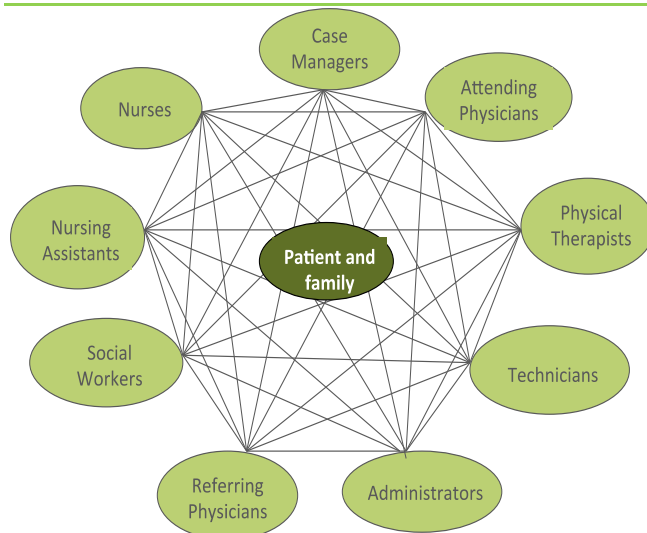 Case
Managers
Attending
Physicians
Nurses
Physical
Therapists
Nursing
Assistants
Patient and
family
Social
Workers
Technicians
Referring
Physicians
Administrators